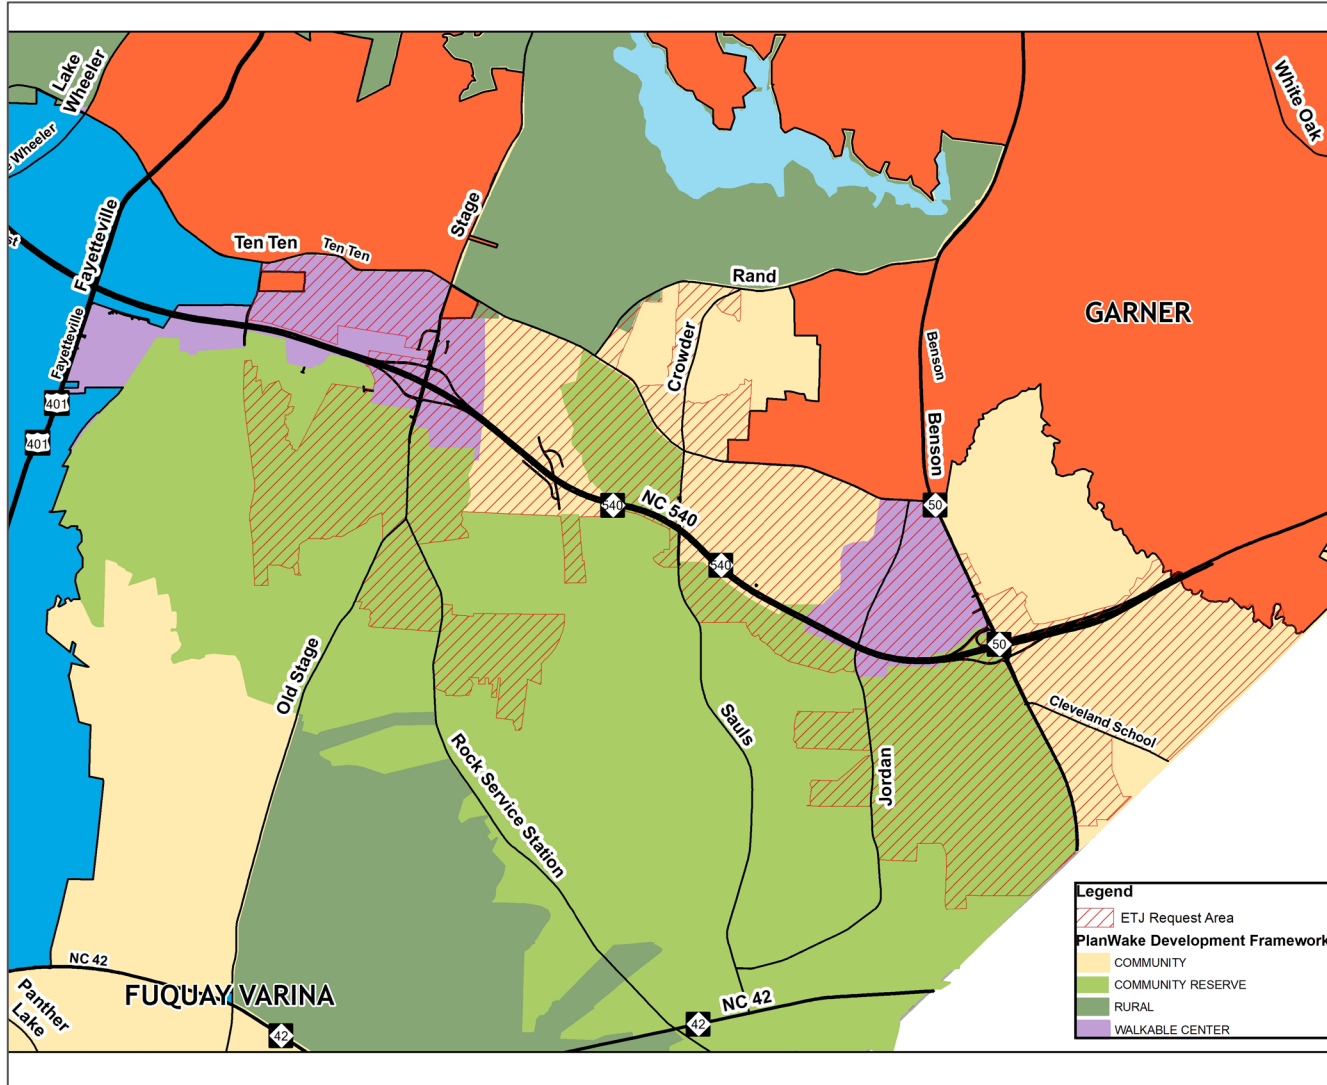 Lake
Wheeler
White Oak
Wheeler
Fayetteville
Stage
Ten Ten
Ten Ten
Rand
GARNER
Fayetteville
Crowder
Benson
401
Benson
401
540
NC 540
50
540
50
Old Stage
Cleveland School
Sauls
Rock Service Station
Jordan
Legend
ETJ Request Area
PlanWake Development Framework
COMMUNITY
COMMUNITY RESERVE
RURAL
WALKABLE CENTER
NC 42
Panther
Lake
FUQUAY VARINA
NC 42
42
42